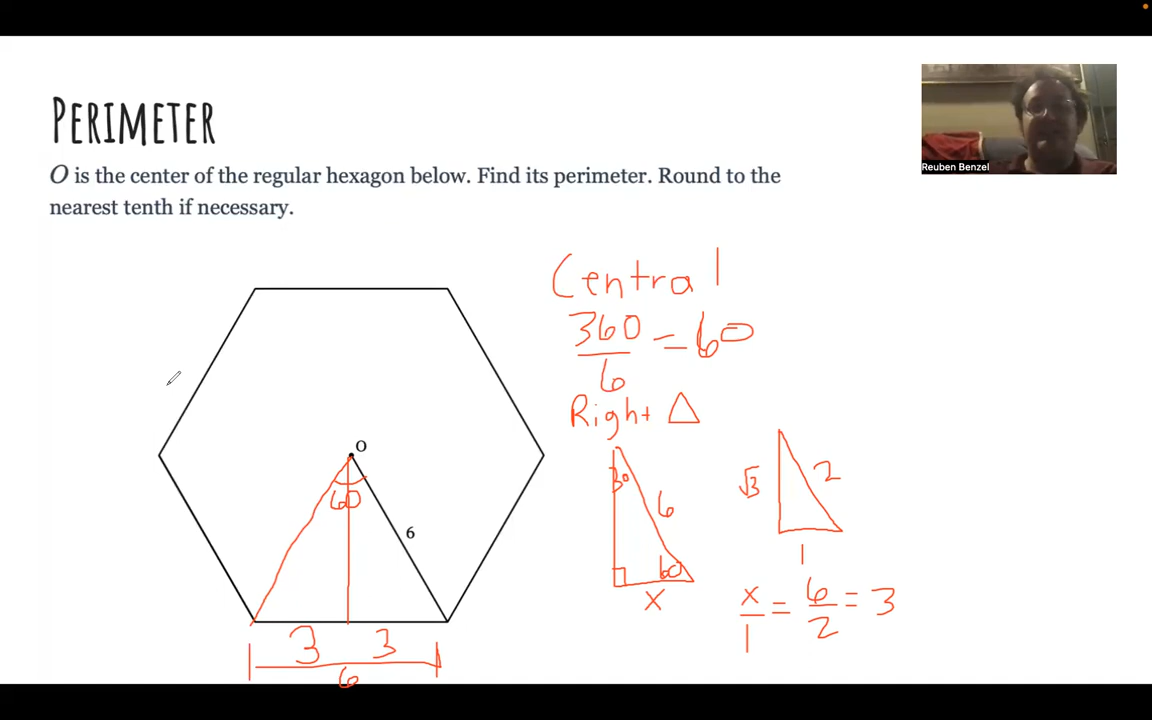 PERIMETER
Reuben Benzel
O is the center of the regular hexagon below. Find its perimeter. Round to the
nearest tenth if necessary.
Central
360/6 = 60
Right △
O
60
6
30
6
60
x
√3
2
1
x/1 = 6/2 = 3
3 3
6